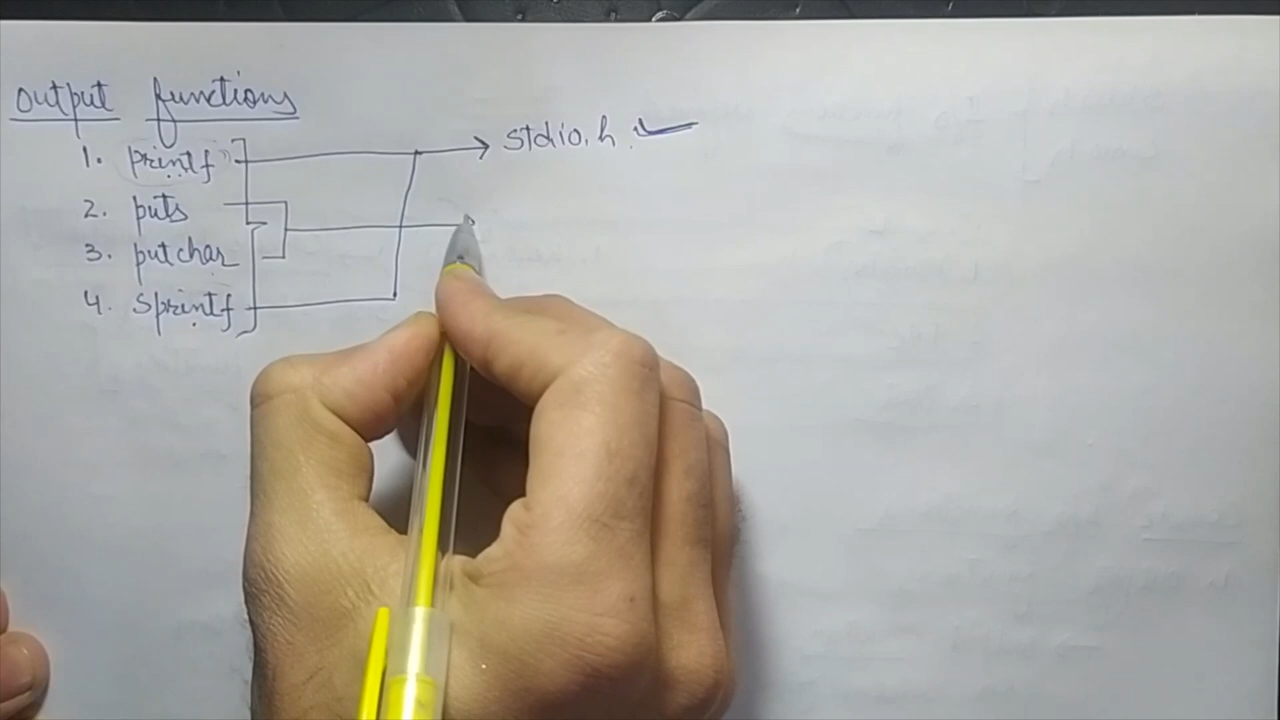 output functions
1. printf
2. puts
3. putchar
4. sprintf
stdio.h.